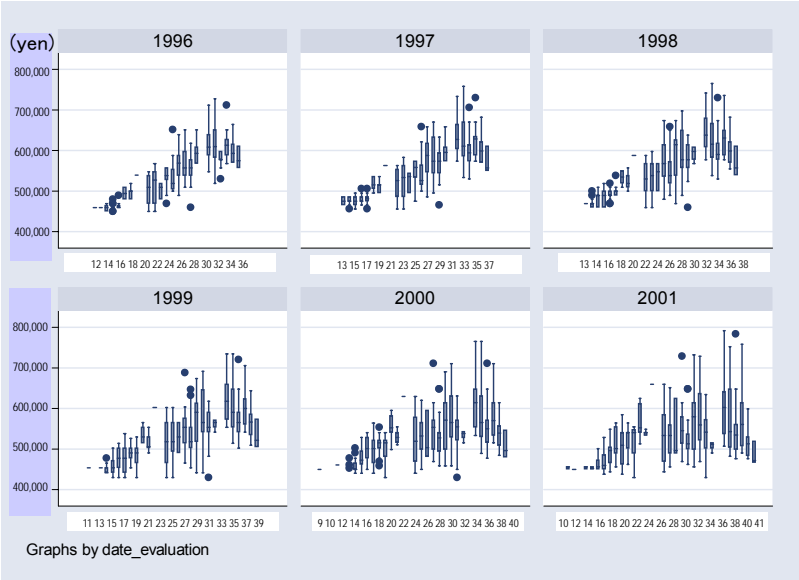 (yen)
1996 1997 1998
800,000
700,000
600,000
500,000
400,000
12 14 16 18 20 22 24 26 28 30 32 34 36
13 15 17 19 21 23 25 27 29 31 33 35 37
13 14 16 18 20 22 24 26 28 30 32 34 36 38
1999 2000 2001
800,000
700,000
600,000
500,000
400,000
11 13 15 17 19 21 23 25 27 29 31 33 35 37 39
9 10 12 14 16 18 20 22 24 26 28 30 32 34 36 38 40
10 12 14 16 18 20 22 24 26 28 30 32 34 36 38 40 41
Graphs by date_evaluation